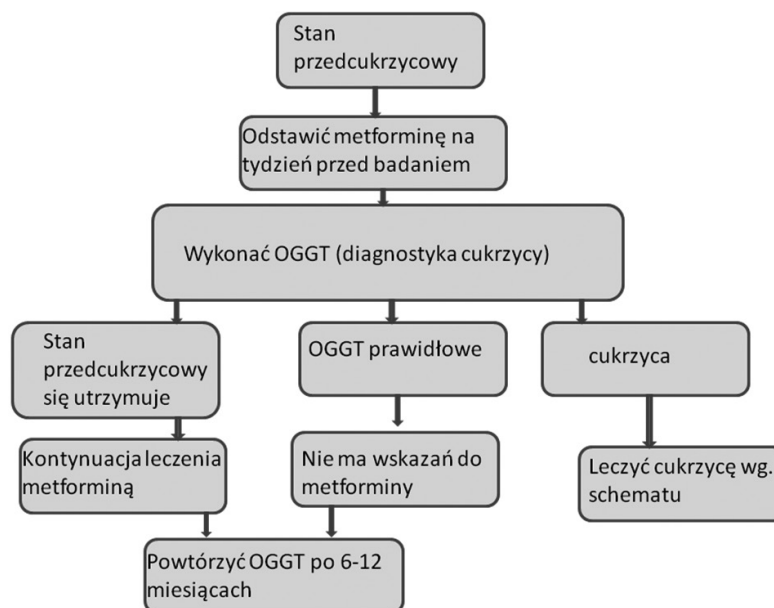 Stan
przedcukrzycowy
Odstawić metforminę na
tydzień przed badaniem
Wykonać OGGT (diagnostyka cukrzycy)
Stan
przedcukrzycowy
się utrzymuje
OGGT prawidłowe
cukrzyca
Kontynuacja leczenia
metforminą
Nie ma wskazań do
metforminy
Leczyć cukrzycę wg.
schematu
Powtórzyć OGGT po 6-12
miesiącach